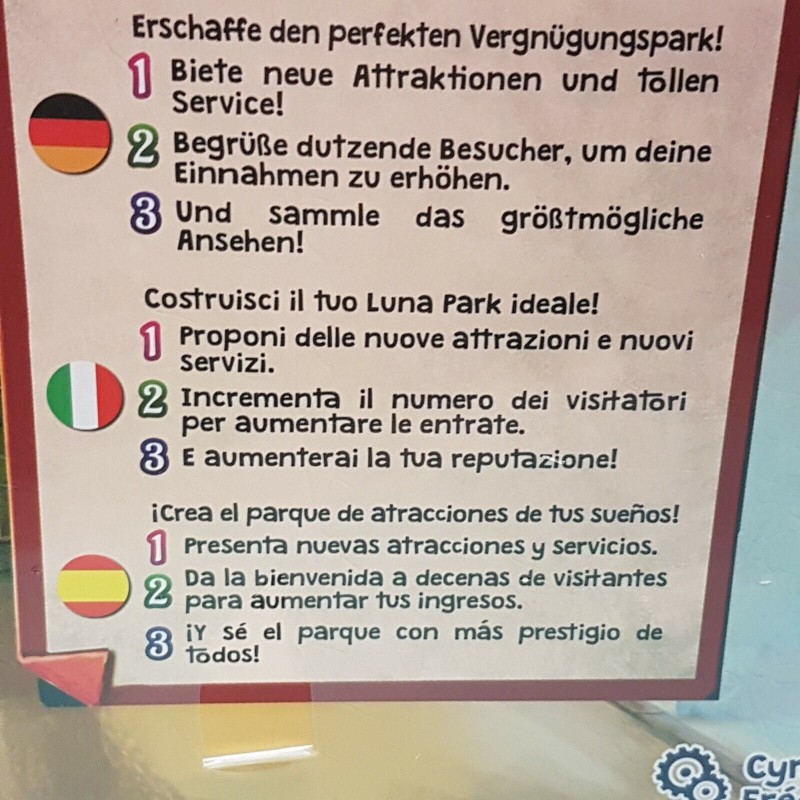 Erschaffe den perfekten Vergnügungspark!
1 Biete neue Attraktionen und tollen
Service!
2 Begrüße dutzende Besucher, um deine
Einnahmen zu erhöhen.
3 Und sammle das größtmögliche
Ansehen!
Costruisci il tuo Luna Park ideale!
1 Proponi delle nuove attrazioni e nuovi
servizi.
2 Incrementa il numero dei visitatori
per aumentare le entrate.
3 E aumenterai la tua reputazione!
¡Crea el parque de atracciones de tus sueños!
1 Presenta nuevas atracciones y servicios.
2 Da la bienvenida a decenas de visitantes
para aumentar tus ingresos.
3 ¡Y sé el parque con más prestigio de
todos!